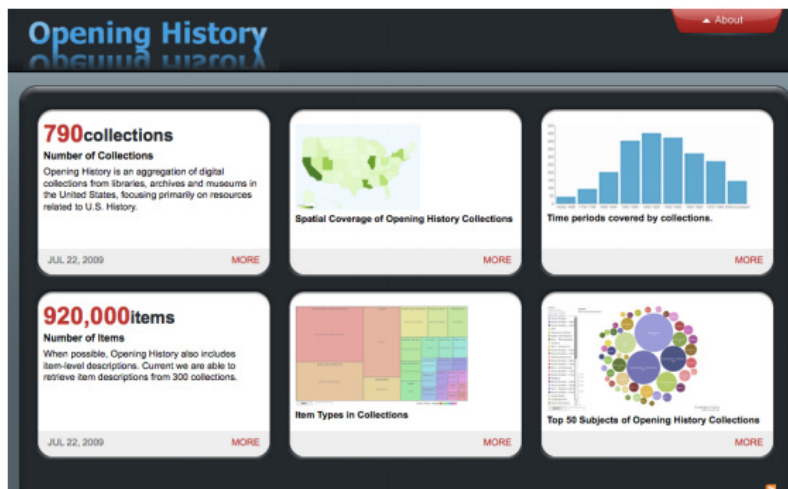 Opening History
About
790collections
Number of Collections
Opening History is an aggregation of digital
collections from libraries, archives and museums in
the United States, focusing primarily on resources
related to U.S. History.
JUL 22, 2009
MORE
Spatial Coverage of Opening History Collections
MORE
Time periods covered by collections.
MORE
920,000items
Number of Items
When possible, Opening History also includes
item-level descriptions. Current we are able to
retrieve item descriptions from 300 collections.
JUL 22, 2009
MORE
Item Types in Collections
MORE
Top 50 Subjects of Opening History Collections
MORE